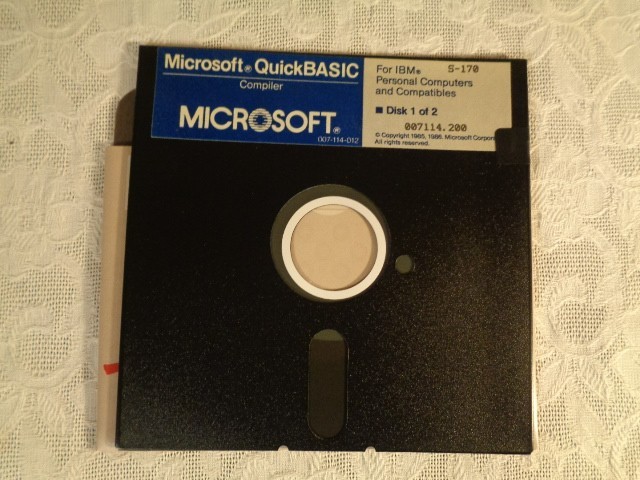 Microsoft® QuickBASIC
Compiler
MICROSOFT®
007-114-012
For IBM® S-170
Personal Computers
and Compatibles
■ Disk 1 of 2
007114.200
© Copyright 1985, 1986, Microsoft Corpor
All rights reserved.